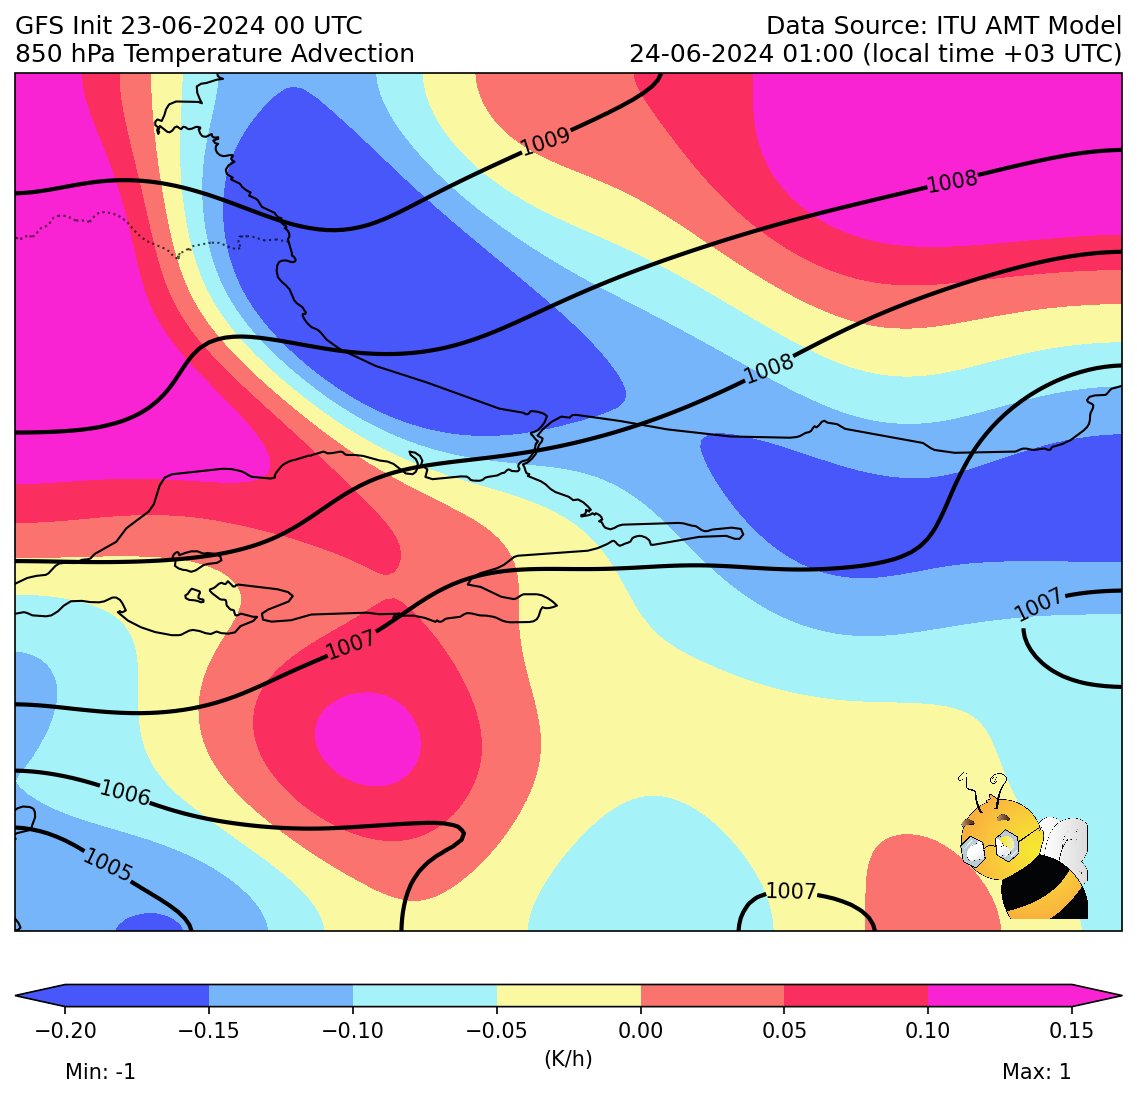 GFS Init 23-06-2024 00 UTC
Data Source: ITU AMT Model
850 hPa Temperature Advection
24-06-2024 01:00 (local time +03 UTC)
1009
1008
1008
1007
1007
1006
1005
1007
−0.20 −0.15 −0.10 −0.05 0.00 0.05 0.10 0.15
(K/h)
Min: -1
Max: 1